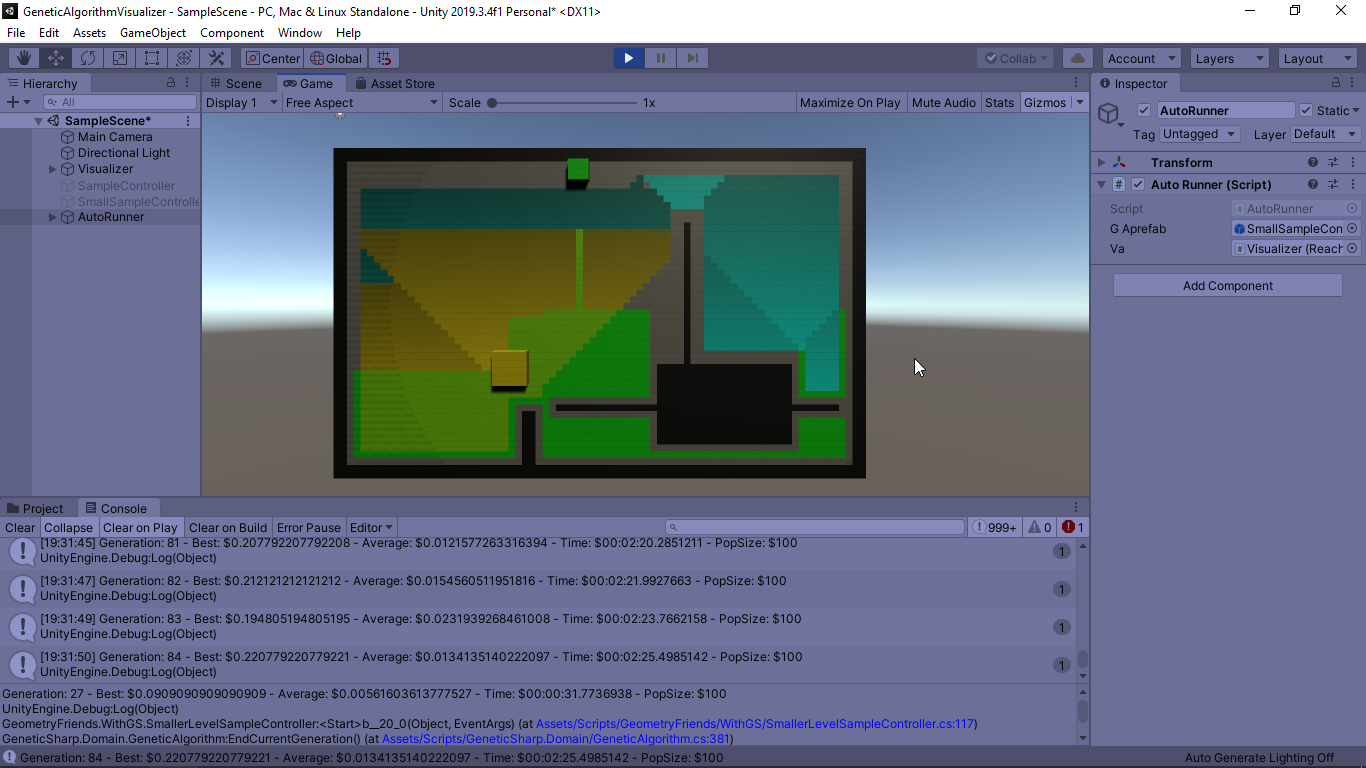 GeneticAlgorithmVisualizer - SampleScene - PC, Mac & Linux Standalone - Unity 2019.3.4f1 Personal* <DX11>
File Edit Assets GameObject Component Window Help
Center Global Collab Account Layers Layout
Hierarchy
All
SampleScene*
Main Camera
Directional Light
Visualizer
SampleController
SmallSampleControlle
AutoRunner
Scene Game Asset Store
Display 1 Free Aspect Scale 1x Maximize On Play Mute Audio Stats Gizmos
Inspector
AutoRunner Static
Tag Untagged Layer Default
Transform
Auto Runner (Script)
Script AutoRunner
G Aprefab SmallSampleCon
Va Visualizer (Reach
Add Component
Project Console
Clear Collapse Clear on Play Clear on Build Error Pause Editor 999+ 0 1
[19:31:45] Generation: 81 - Best: $0.207792207792208 - Average: $0.0121577263316394 - Time: $00:02:20.2851211 - PopSize: $100
UnityEngine.Debug:Log(Object)
1
[19:31:47] Generation: 82 - Best: $0.212121212121212 - Average: $0.0154560511951816 - Time: $00:02:21.9927663 - PopSize: $100
UnityEngine.Debug:Log(Object)
1
[19:31:49] Generation: 83 - Best: $0.194805194805195 - Average: $0.0231939268461008 - Time: $00:02:23.7662158 - PopSize: $100
UnityEngine.Debug:Log(Object)
1
[19:31:50] Generation: 84 - Best: $0.220779220779221 - Average: $0.0134135140222097 - Time: $00:02:25.4985142 - PopSize: $100
UnityEngine.Debug:Log(Object)
1
Generation: 27 - Best: $0.0909090909090909 - Average: $0.00561603613777527 - Time: $00:00:31.7736938 - PopSize: $100
UnityEngine.Debug:Log(Object)
GeometryFriends.WithGS.SmallerLevelSampleController:<Start>b__20_0(Object, EventArgs) (at Assets/Scripts/GeometryFriends/WithGS/SmallerLevelSampleController.cs:117)
GeneticSharp.Domain.GeneticAlgorithm:EndCurrentGeneration() (at Assets/Scripts/GeneticSharp.Domain/GeneticAlgorithm.cs:381)
Generation: 84 - Best: $0.220779220779221 - Average: $0.0134135140222097 - Time: $00:02:25.4985142 - PopSize: $100
Auto Generate Lighting Off